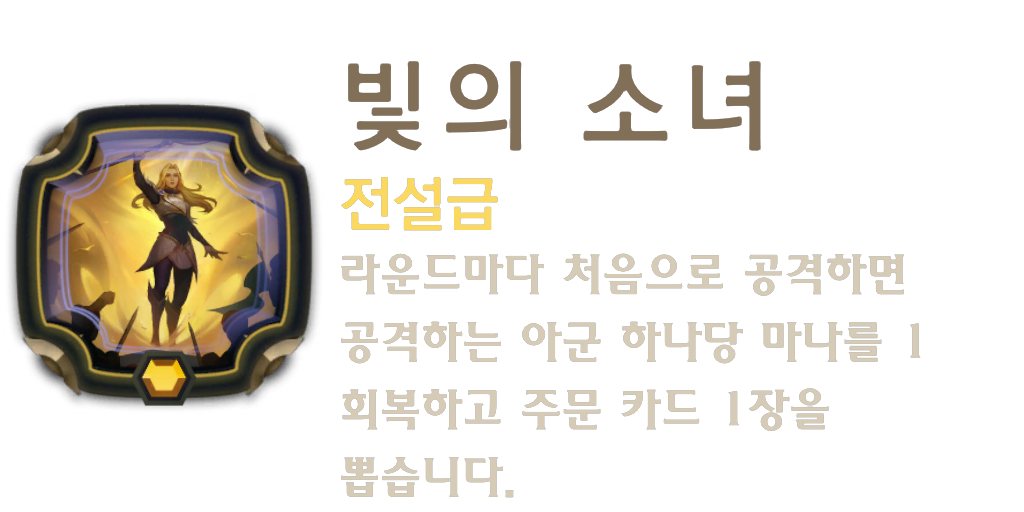 빛의 소녀
전설급
라운드마다 처음으로 공격하면
공격하는 아군 하나당 마나를 1
회복하고 주문 카드 1장을
뽑습니다.